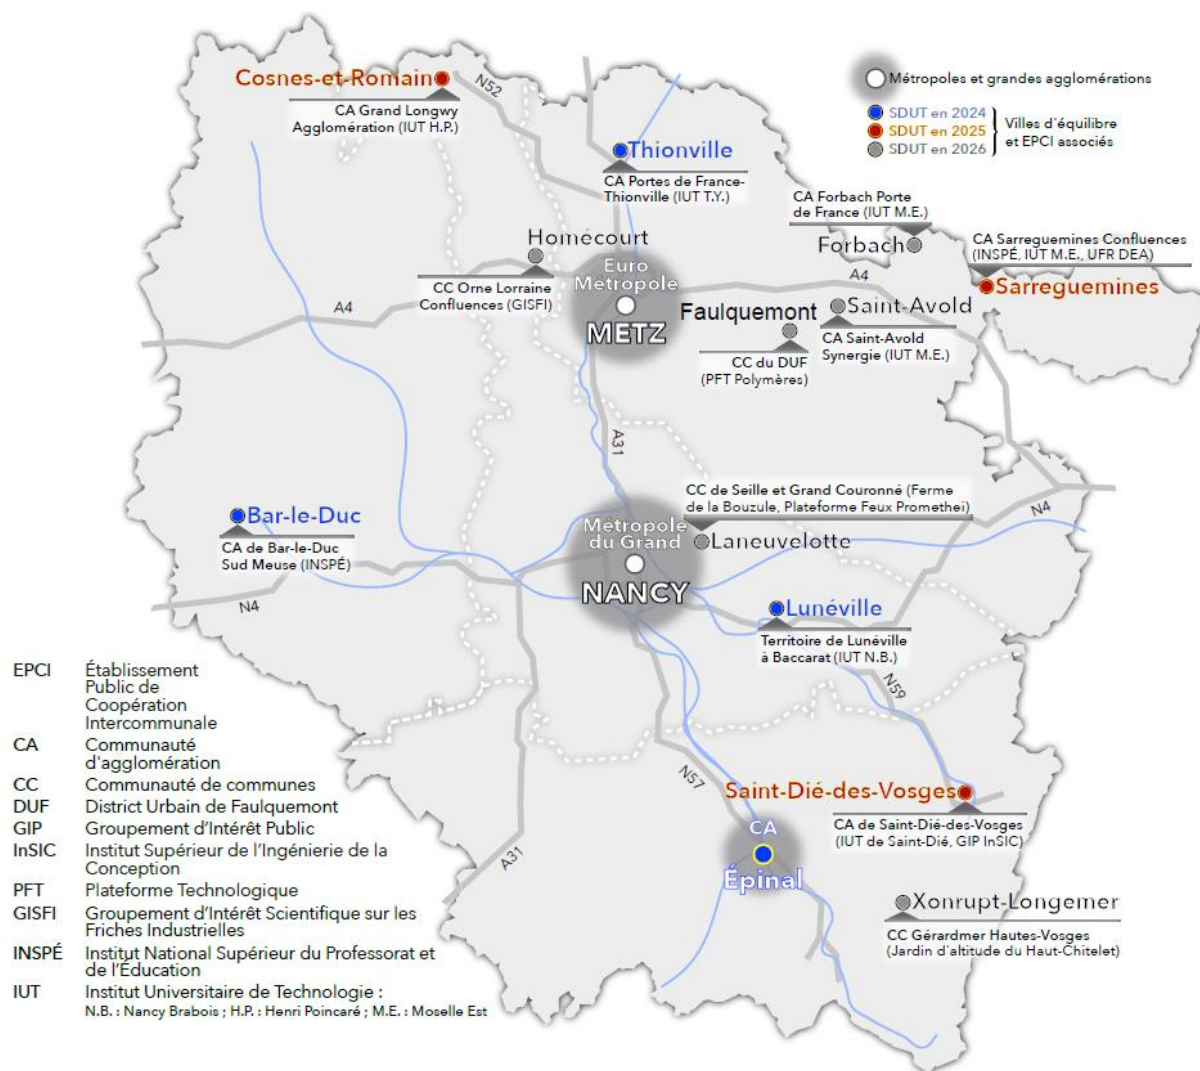 Cosnes-et-Romain
N52
CA Grand Longwy
Agglomération (IUT H.P.)
Métropoles et grandes agglomérations
SDUT en 2024
SDUT en 2025
SDUT en 2026
Villes d'équilibre
et EPCI associés
Thionville
CA Portes de France-
Thionville (IUT T.Y.)
CA Forbach Porte
de France (IUT M.E.)
Forbach
CA Sarreguemines Confluences
(INSPÉ, IUT M.E., UFR DEA)
Sarreguemines
Homécourt
CC Orne Lorraine
Confluences (GISFI)
Euro
Métropole
METZ
A4
A4
Faulquemont
CC du DUF
(PFT Polymères)
Saint-Avold
CA Saint-Avold
Synergie (IUT M.E.)
A31
CC de Seille et Grand Couronné (Ferme
de la Bouzule, Plateforme Feux Promethei)
Laneuvelotte
N4
Bar-le-Duc
CA de Bar-le-Duc
Sud Meuse (INSPÉ)
N4
Métropole
du Grand
NANCY
Lunéville
Territoire de Lunéville
à Baccarat (IUT N.B.)
N59
N57
Saint-Dié-des-Vosges
CA de Saint-Dié-des-Vosges
(IUT de Saint-Dié, GIP InSIC)
CA
Épinal
A31
Xonrupt-Longemer
CC Gérardmer Hautes-Vosges
(Jardin d'altitude du Haut-Chitelet)
EPCI Établissement
Public de
Coopération
Intercommunale
CA Communauté
d'agglomération
CC Communauté de communes
DUF District Urbain de Faulquemont
GIP Groupement d'Intérêt Public
InSIC Institut Supérieur de l'Ingénierie de la
Conception
PFT Plateforme Technologique
GISFI Groupement d'Intérêt Scientifique sur les
Friches Industrielles
INSPÉ Institut National Supérieur du Professorat et
de l'Éducation
IUT Institut Universitaire de Technologie :
N.B. : Nancy Brabois ; H.P. : Henri Poincaré ; M.E. : Moselle Est